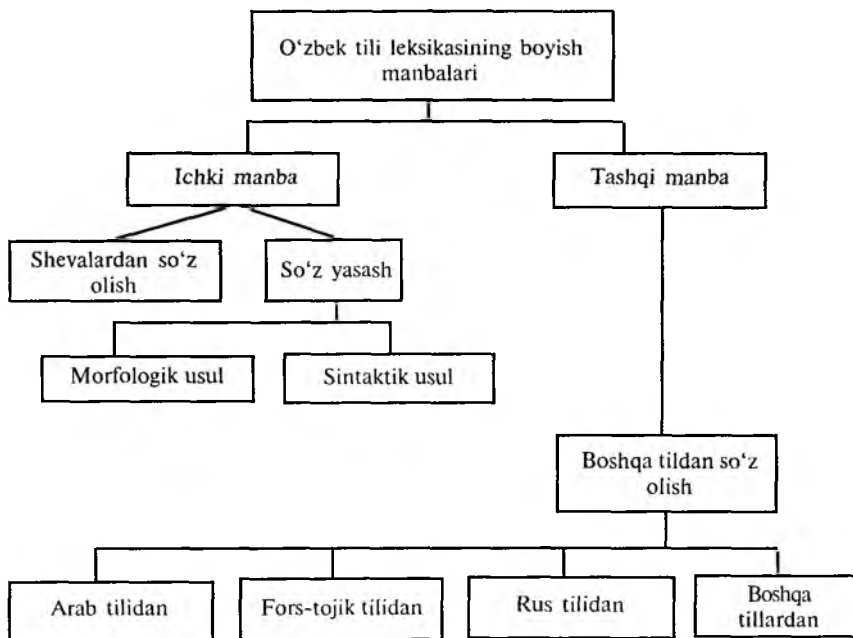 O‘zbek tili leksikasining boyish
manbalari
Ichki manba
Tashqi manba
Shevalardan so‘z
olish
So‘z yasash
Morfologik usul
Sintaktik usul
Boshqa tildan so‘z
olish
Arab tilidan
Fors-tojik tilidan
Rus tilidan
Boshqa
tillardan